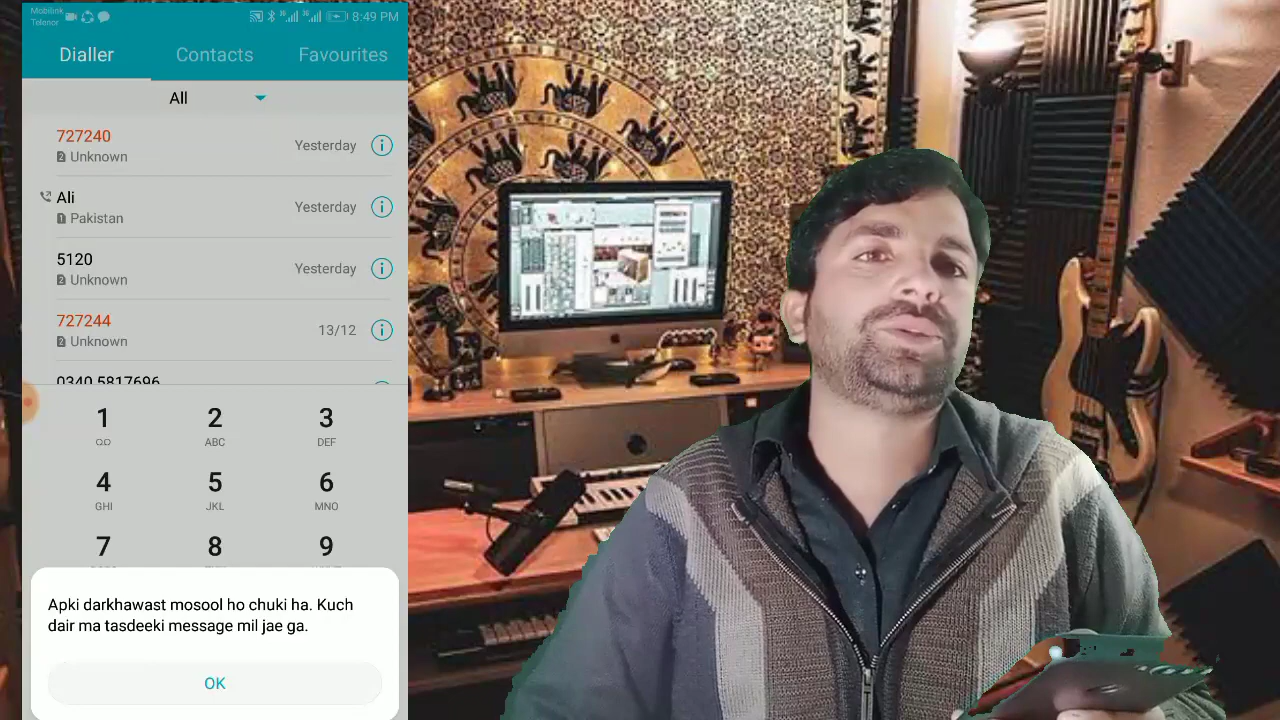 Mobilink
Telenor
8:49 PM
Dialler
Contacts
Favourites
All
727240
Unknown
Yesterday
Ali
Pakistan
Yesterday
5120
Unknown
Yesterday
727244
Unknown
13/12
0340 5817696
1
2
ABC
3
DEF
4
GHI
5
JKL
6
MNO
7
8
9
Apki darkhawast mosool ho chuki ha. Kuch
dair ma tasdeeki message mil jae ga.
OK